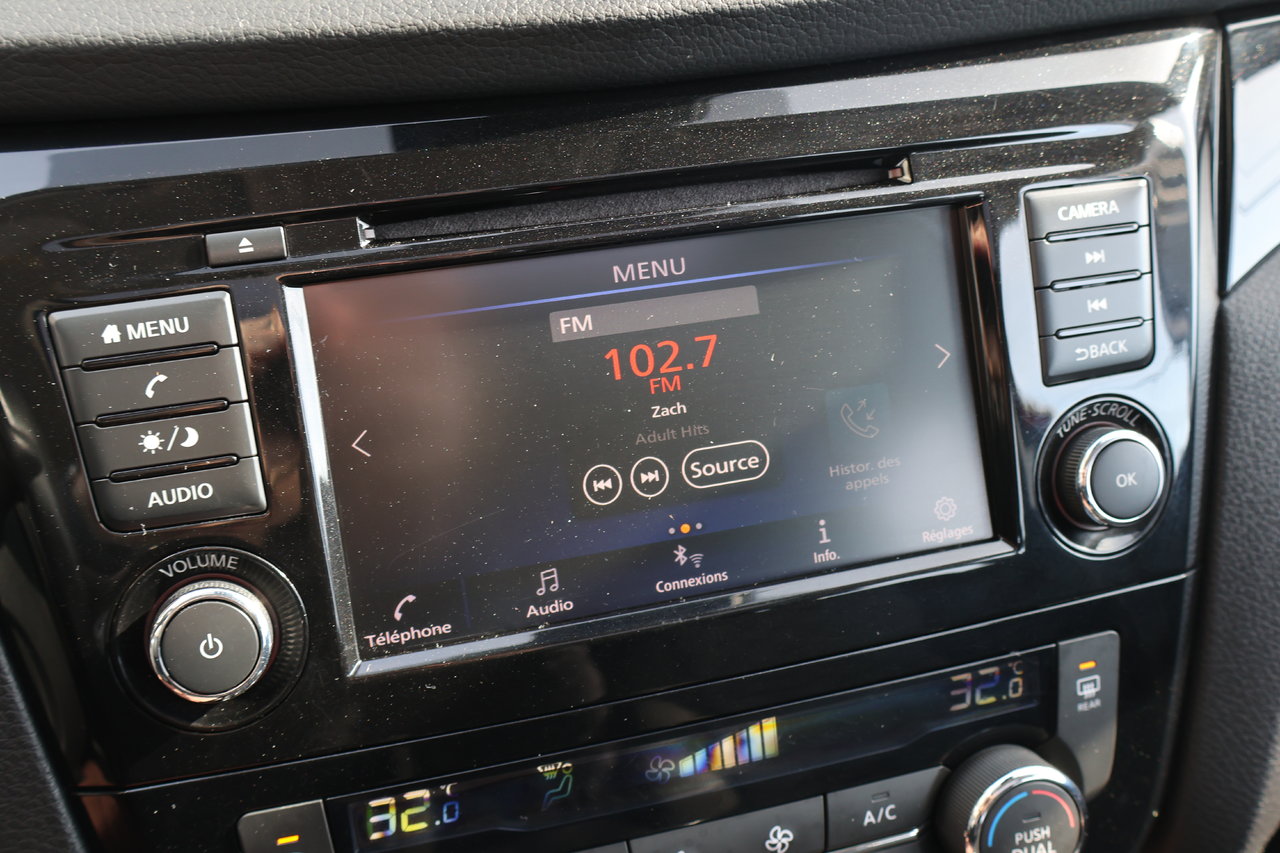 MENU
FM
102.7
FM
Zach
Adult Hits
Source
Histor. des
appels
Téléphone
Audio
Connexions
Info.
Réglages
MENU
AUDIO
VOLUME
CAMERA
BACK
TUNE·SCROLL
OK
32.0
32.0°C
REAR
A/C
PUSH
DUAL